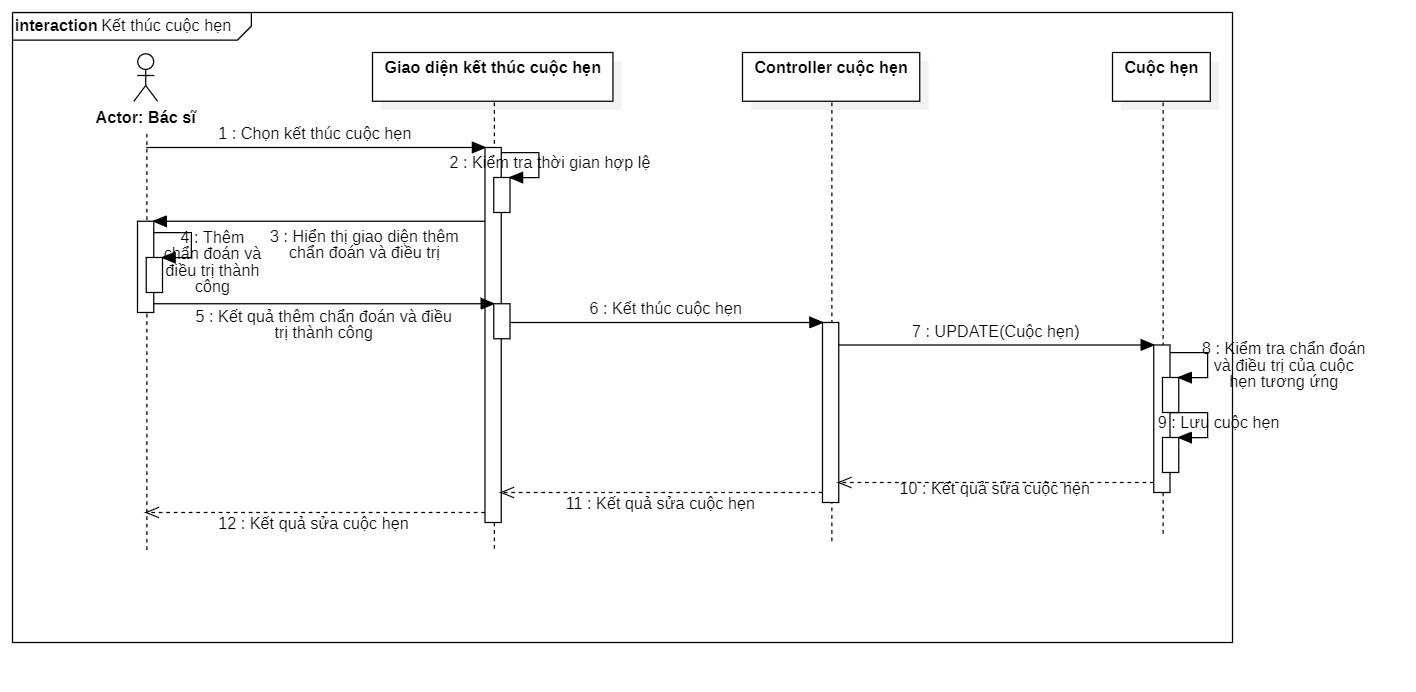 interaction Kết thúc cuộc hẹn
Giao diện kết thúc cuộc hẹn
Controller cuộc hẹn
Cuộc hẹn
Actor: Bác sĩ
1 : Chọn kết thúc cuộc hẹn
2 : Kiểm tra thời gian hợp lệ
3 : Hiển thị giao diện thêm
chẩn đoán và điều trị
4 : Thêm
chẩn đoán và
điều trị thành
công
5 : Kết quả thêm chẩn đoán và điều
trị thành công
6 : Kết thúc cuộc hẹn
7 : UPDATE(Cuộc hẹn)
8 : Kiểm tra chẩn đoán
và điều trị của cuộc
hẹn tương ứng
9 : Lưu cuộc hẹn
10 : Kết quả sửa cuộc hẹn
11 : Kết quả sửa cuộc hẹn
12 : Kết quả sửa cuộc hẹn